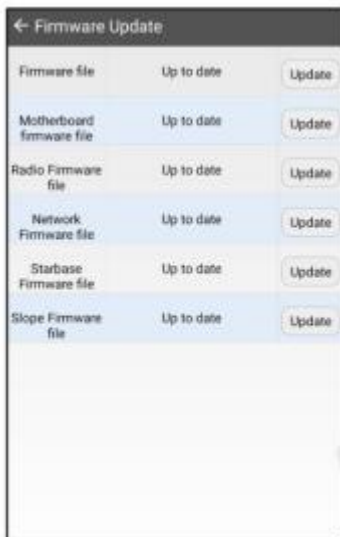 ← Firmware Update
Firmware file Up to date Update
Motherboard Up to date Update
firmware file
Radio Firmware Up to date Update
file
Network Up to date Update
Firmware file
Starbase Up to date Update
Firmware file
Slope Firmware Up to date Update
file